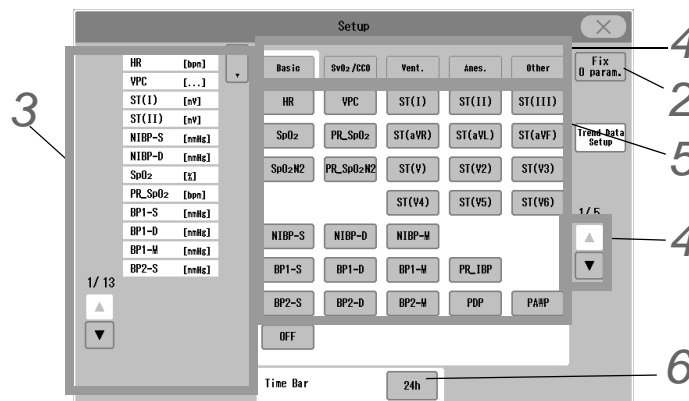 Setup
HR [bpm]
VPC [...]
ST(I) [mV]
ST(II) [mV]
NIBP-S [mmHg]
NIBP-D [mmHg]
SpO₂ [%]
PR_SpO₂ [bpm]
BP1-S [mmHg]
BP1-D [mmHg]
BP1-M [mmHg]
BP2-S [mmHg]
1/ 13
3
Basic SvO₂/CCO Vent. Anes. Other
HR VPC ST(I) ST(II) ST(III)
SpO₂ PR_SpO₂ ST(aVR) ST(aVL) ST(aVF)
SpO₂N2 PR_SpO₂N2 ST(V) ST(V2) ST(V3)
ST(V4) ST(V5) ST(V6)
NIBP-S NIBP-D NIBP-M
BP1-S BP1-D BP1-M PR_IBP
BP2-S BP2-D BP2-M PDP PAWP
OFF
Time Bar 24h
4
Fix
0 param.
2
Trend Data
Setup
5
1/ 5
4
6